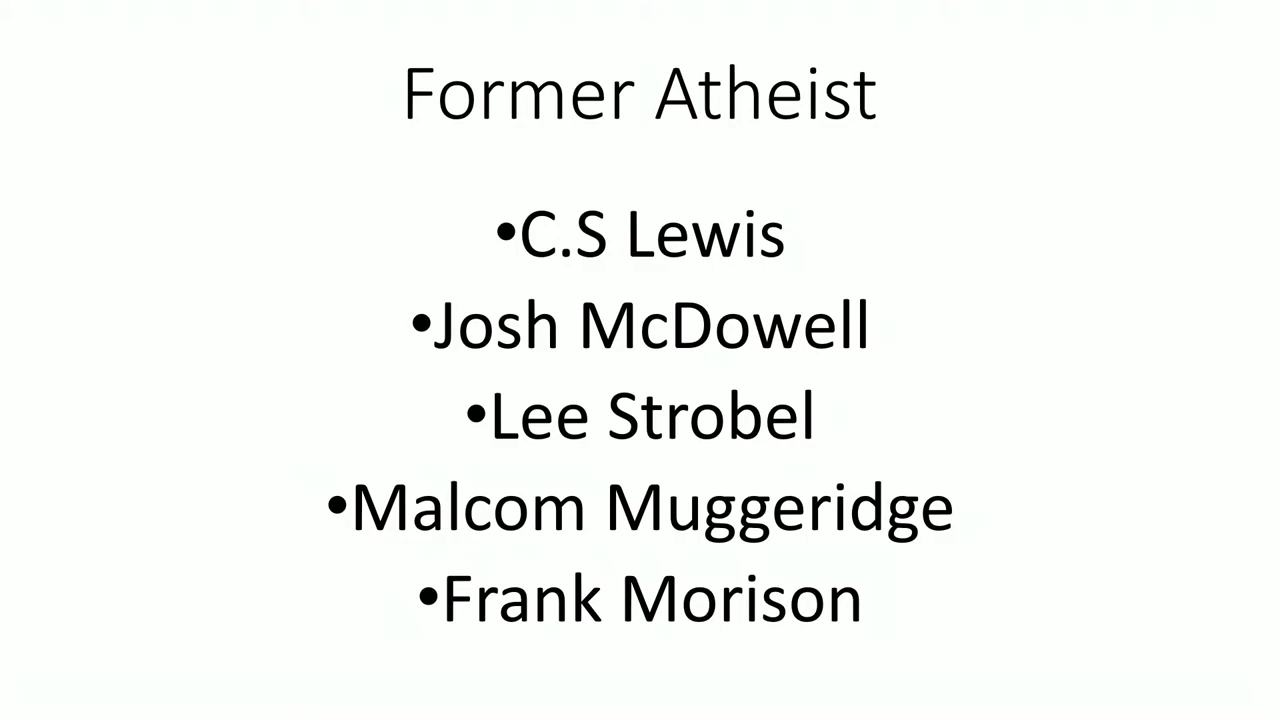 Former Atheist
•C.S Lewis
•Josh McDowell
•Lee Strobel
•Malcom Muggeridge
•Frank Morison